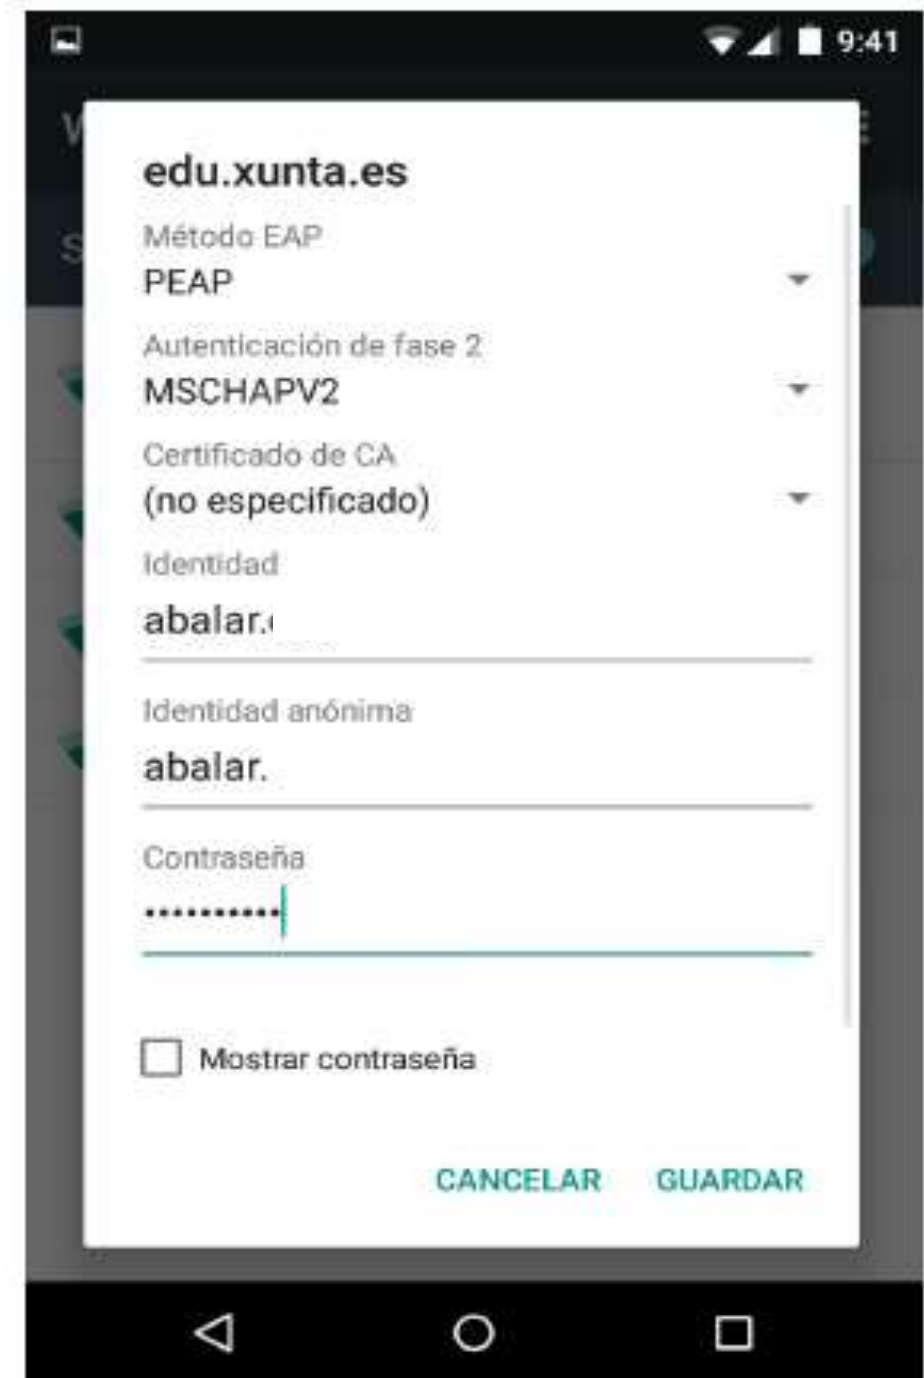 9:41
edu.xunta.es
Método EAP
PEAP
Autenticación de fase 2
MSCHAPV2
Certificado de CA
(no especificado)
Identidad
abalar.
Identidad anónima
abalar.
Contraseña
••••••••••
Mostrar contraseña
CANCELAR GUARDAR